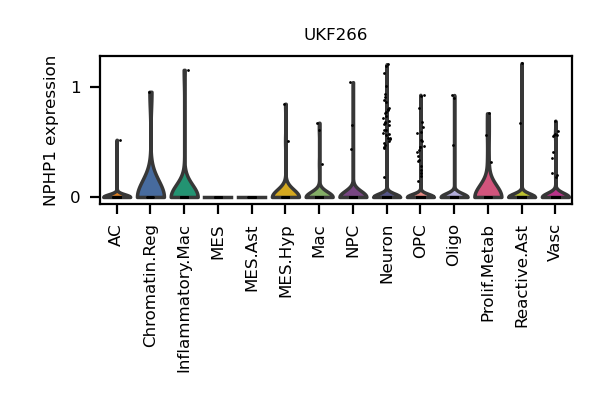 UKF266
NPHP1 expression
1
0
AC
Chromatin.Reg
Inflammatory.Mac
MES
MES.Ast
MES.Hyp
Mac
NPC
Neuron
OPC
Oligo
Prolif.Metab
Reactive.Ast
Vasc